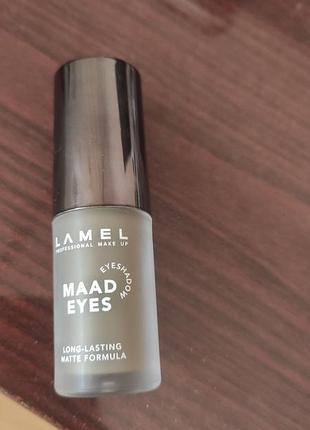 LAMEL
PROFESSIONAL MAKE UP
MAAD
EYES
EYESHADOW
LONG-LASTING
MATTE FORMULA